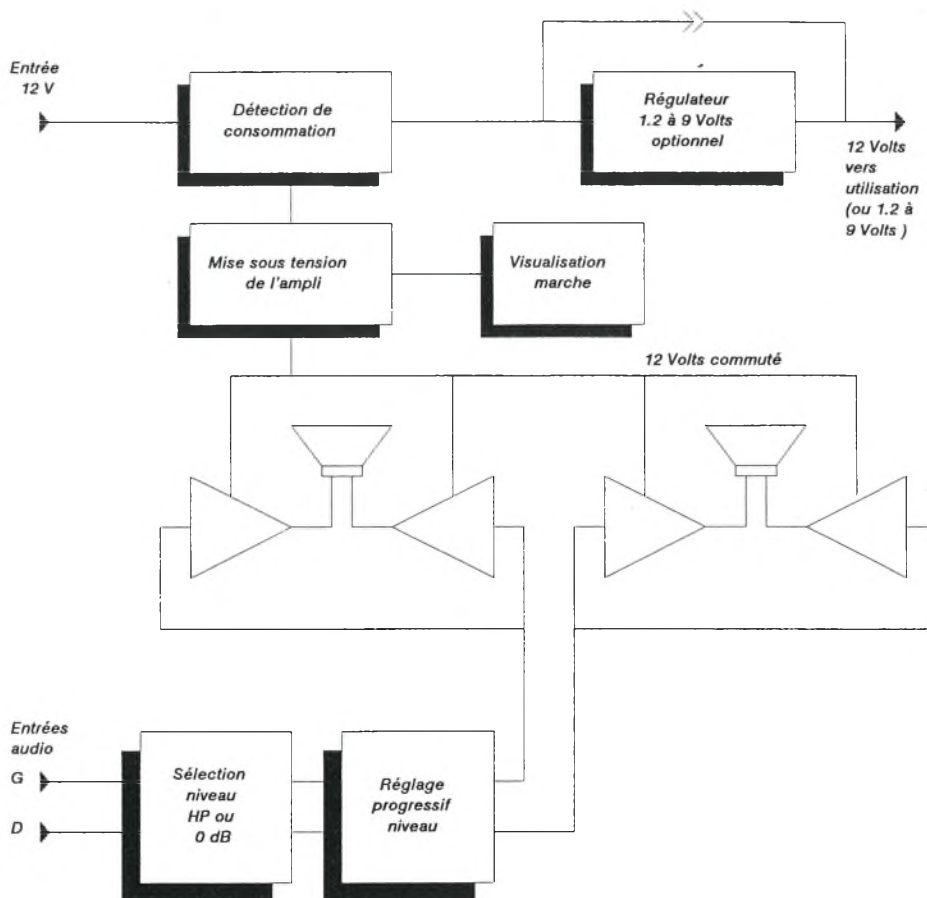 Entrée
12 V
Détection de
consommation
Régulateur
1.2 à 9 Volts
optionnel
12 Volts
vers
utilisation
(ou 1.2 à
9 Volts )
Mise sous tension
de l'ampli
Visualisation
marche
12 Volts commuté
Entrées
audio
G
D
Sélection
niveau
HP ou
0 dB
Réglage
progressif
niveau